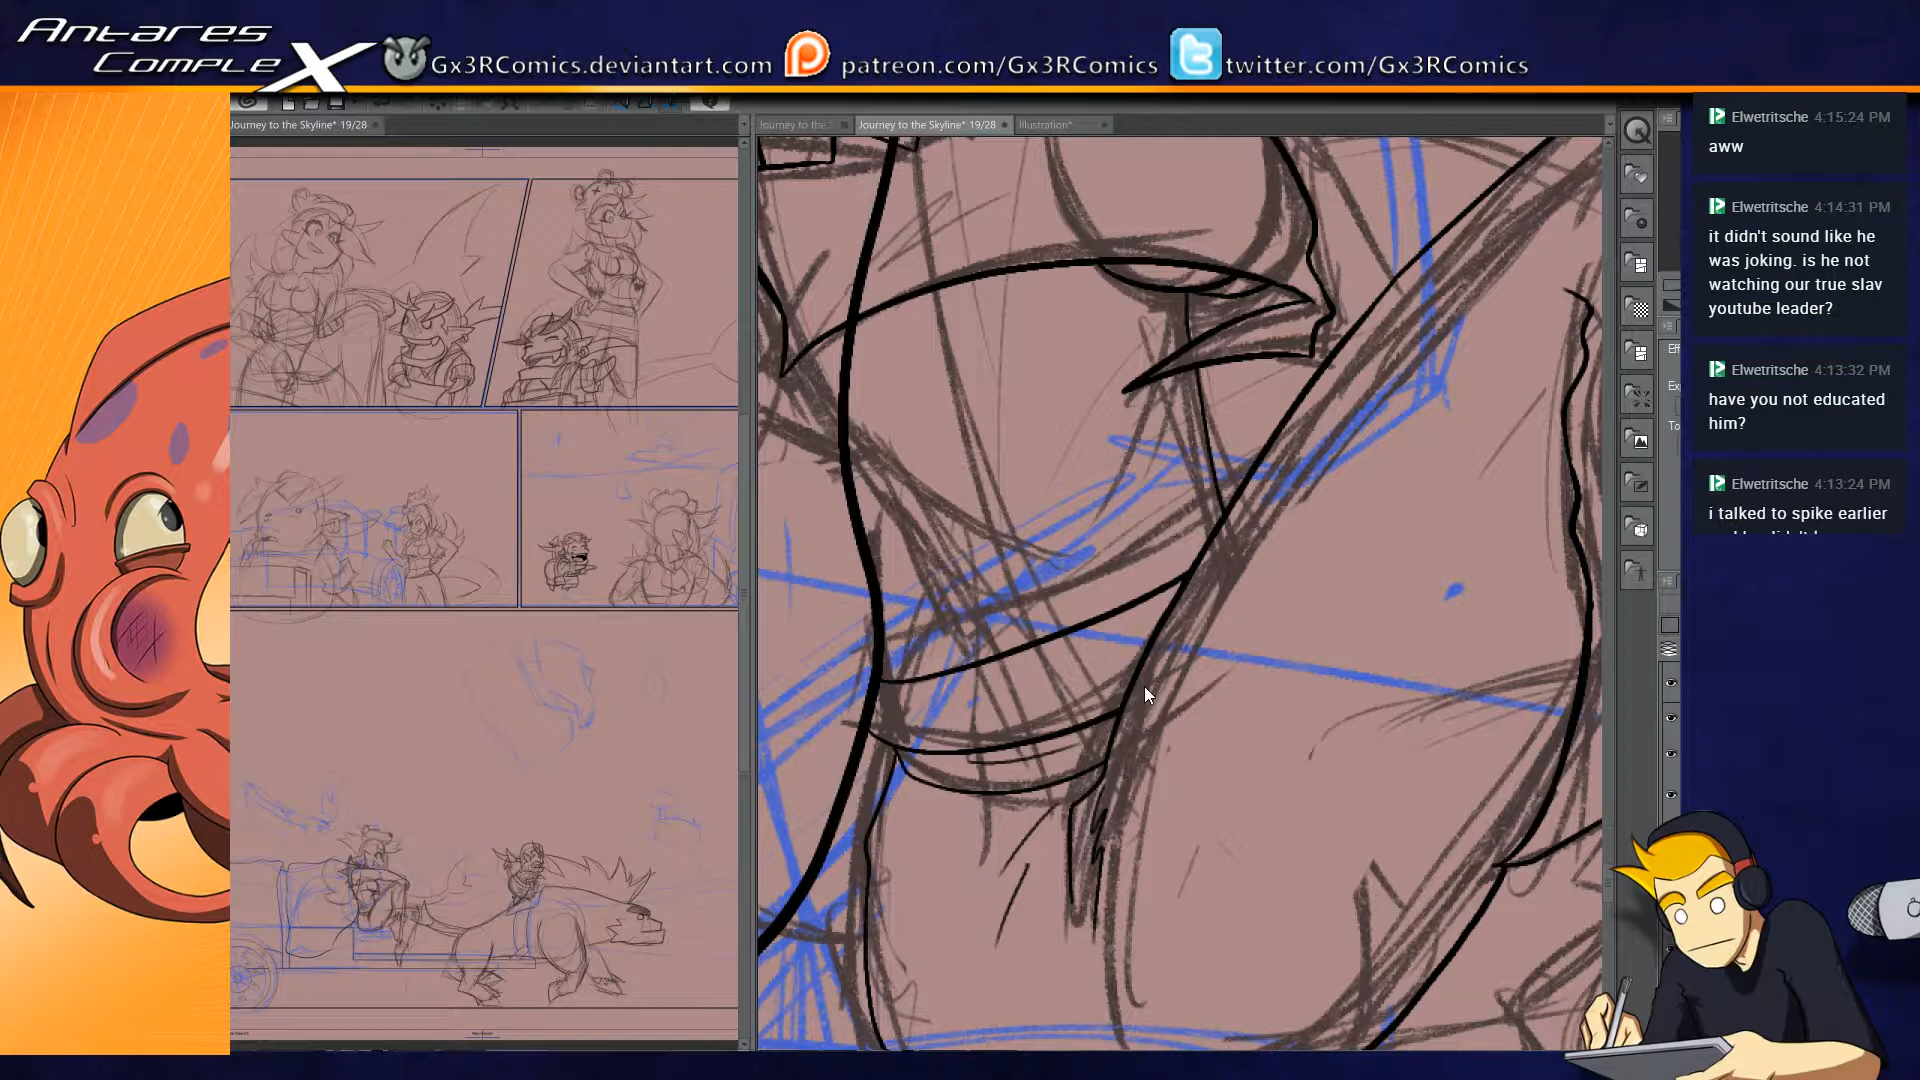 Antares
Complex
Gx3RComics.deviantart.com
patreon.com/Gx3RComics
twitter.com/Gx3RComics
Journey to the Skyline* 19/28
Journey to the
Journey to the Skyline* 19/28
Illustration*
Elwetritsche 4:15:24 PM
aww
Elwetritsche 4:14:31 PM
it didn't sound like he
was joking. is he not
watching our true slav
youtube leader?
Elwetritsche 4:13:32 PM
have you not educated
him?
Elwetritsche 4:13:24 PM
i talked to spike earlier